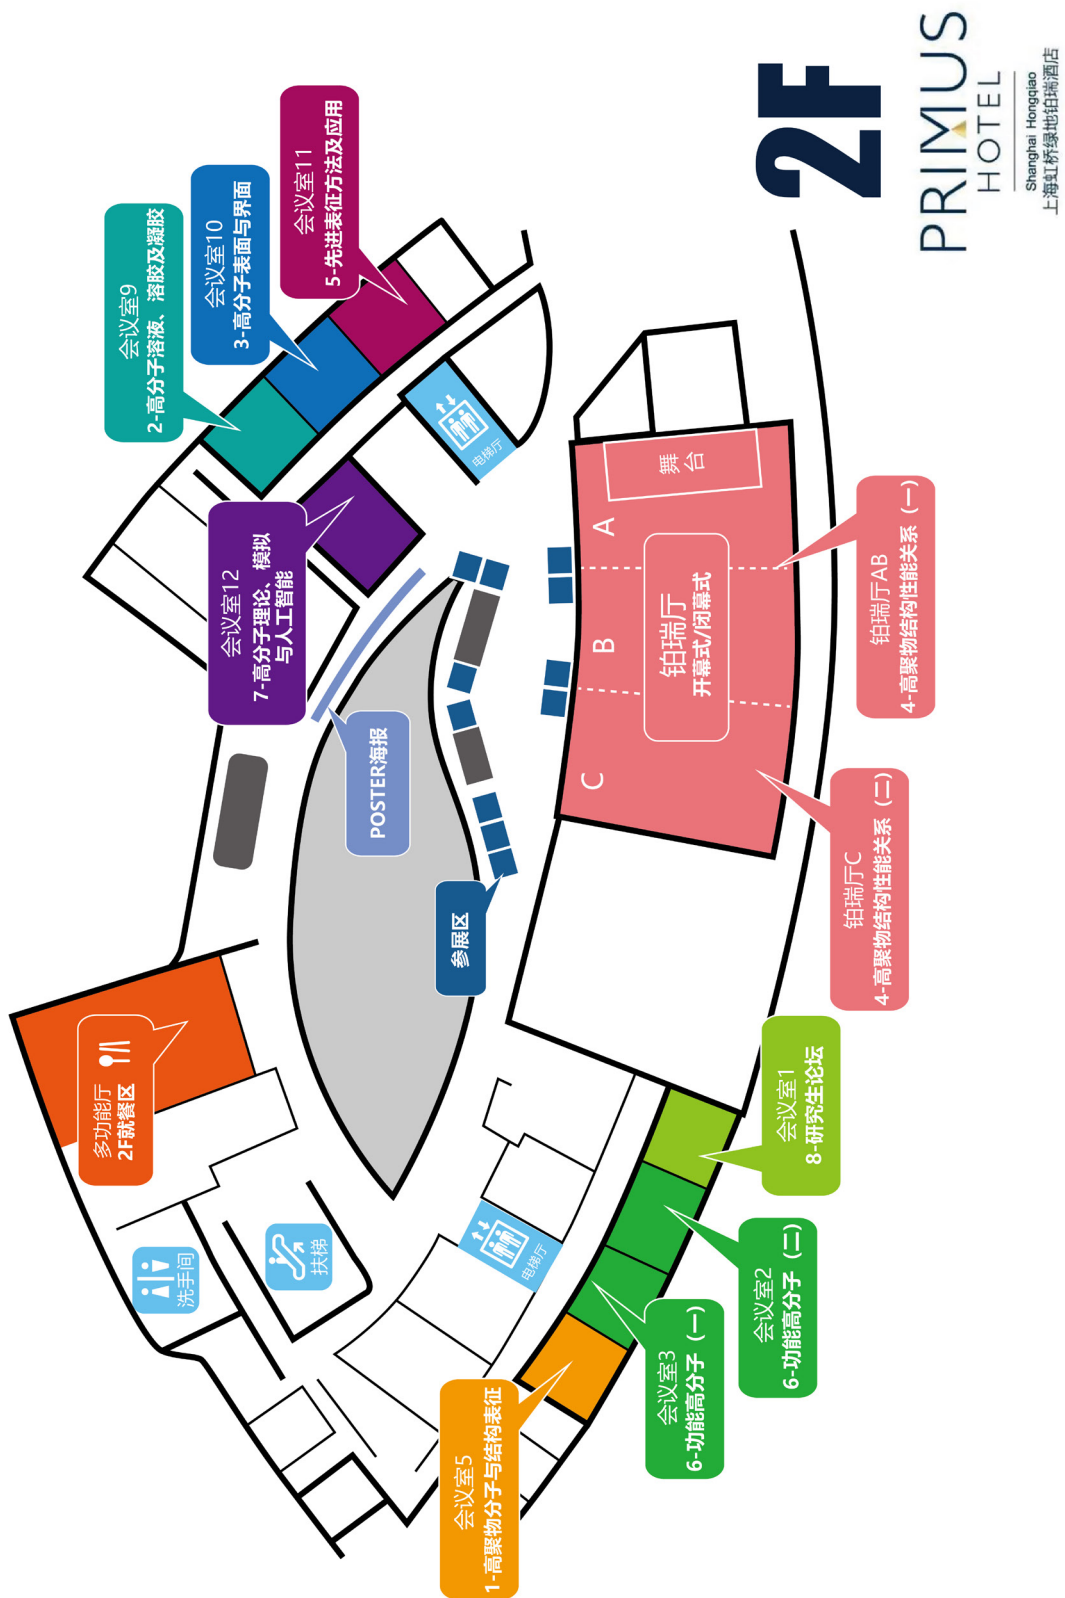 2F
PRIMUS
HOTEL
Shanghai Hongqiao
上海虹桥绿地铂瑞酒店
会议室9
2-高分子溶液、溶胶及凝胶
会议室10
3-高分子表面与界面
会议室11
5-先进表征方法及应用
会议室12
7-高分子理论、模拟
与人工智能
电梯厅
POSTER海报
参展区
舞台
A
B
C
铂瑞厅
开幕式/闭幕式
铂瑞厅AB
4-高聚物结构性能关系（一）
铂瑞厅C
4-高聚物结构性能关系（二）
多功能厅
2F就餐区
洗手间
扶梯
电梯厅
会议室1
8-研究生论坛
会议室2
6-功能高分子（二）
会议室3
6-功能高分子（一）
会议室5
1-高聚物分子与结构表征